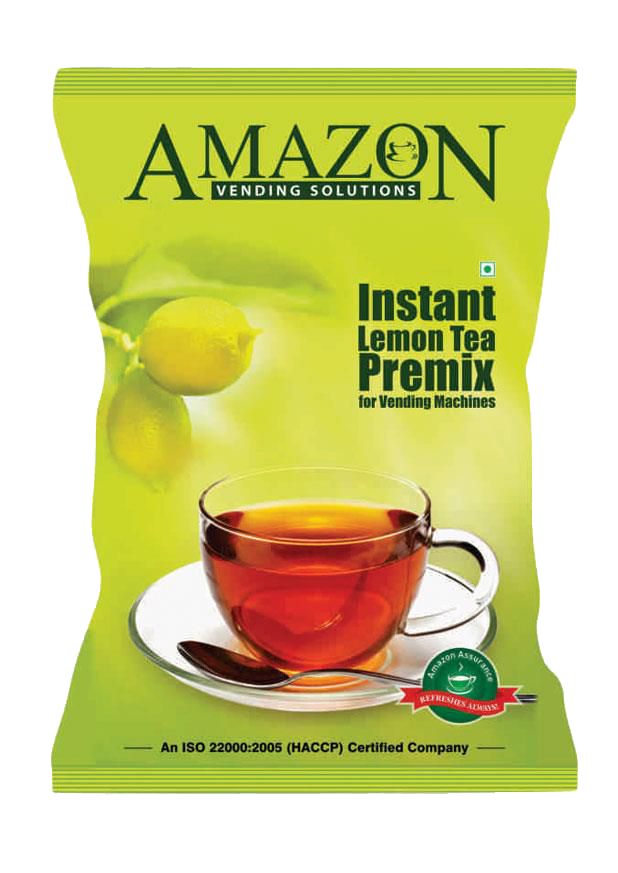 AMAZON
VENDING SOLUTIONS
Instant
Lemon Tea
Premix
for Vending Machines
Amazon Assurance
REFRESHES ALWAYS!
An ISO 22000:2005 (HACCP) Certified Company